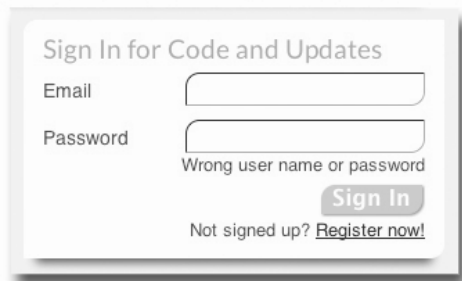 Sign In for Code and Updates
Email
Password
Wrong user name or password
Sign In
Not signed up? Register now!